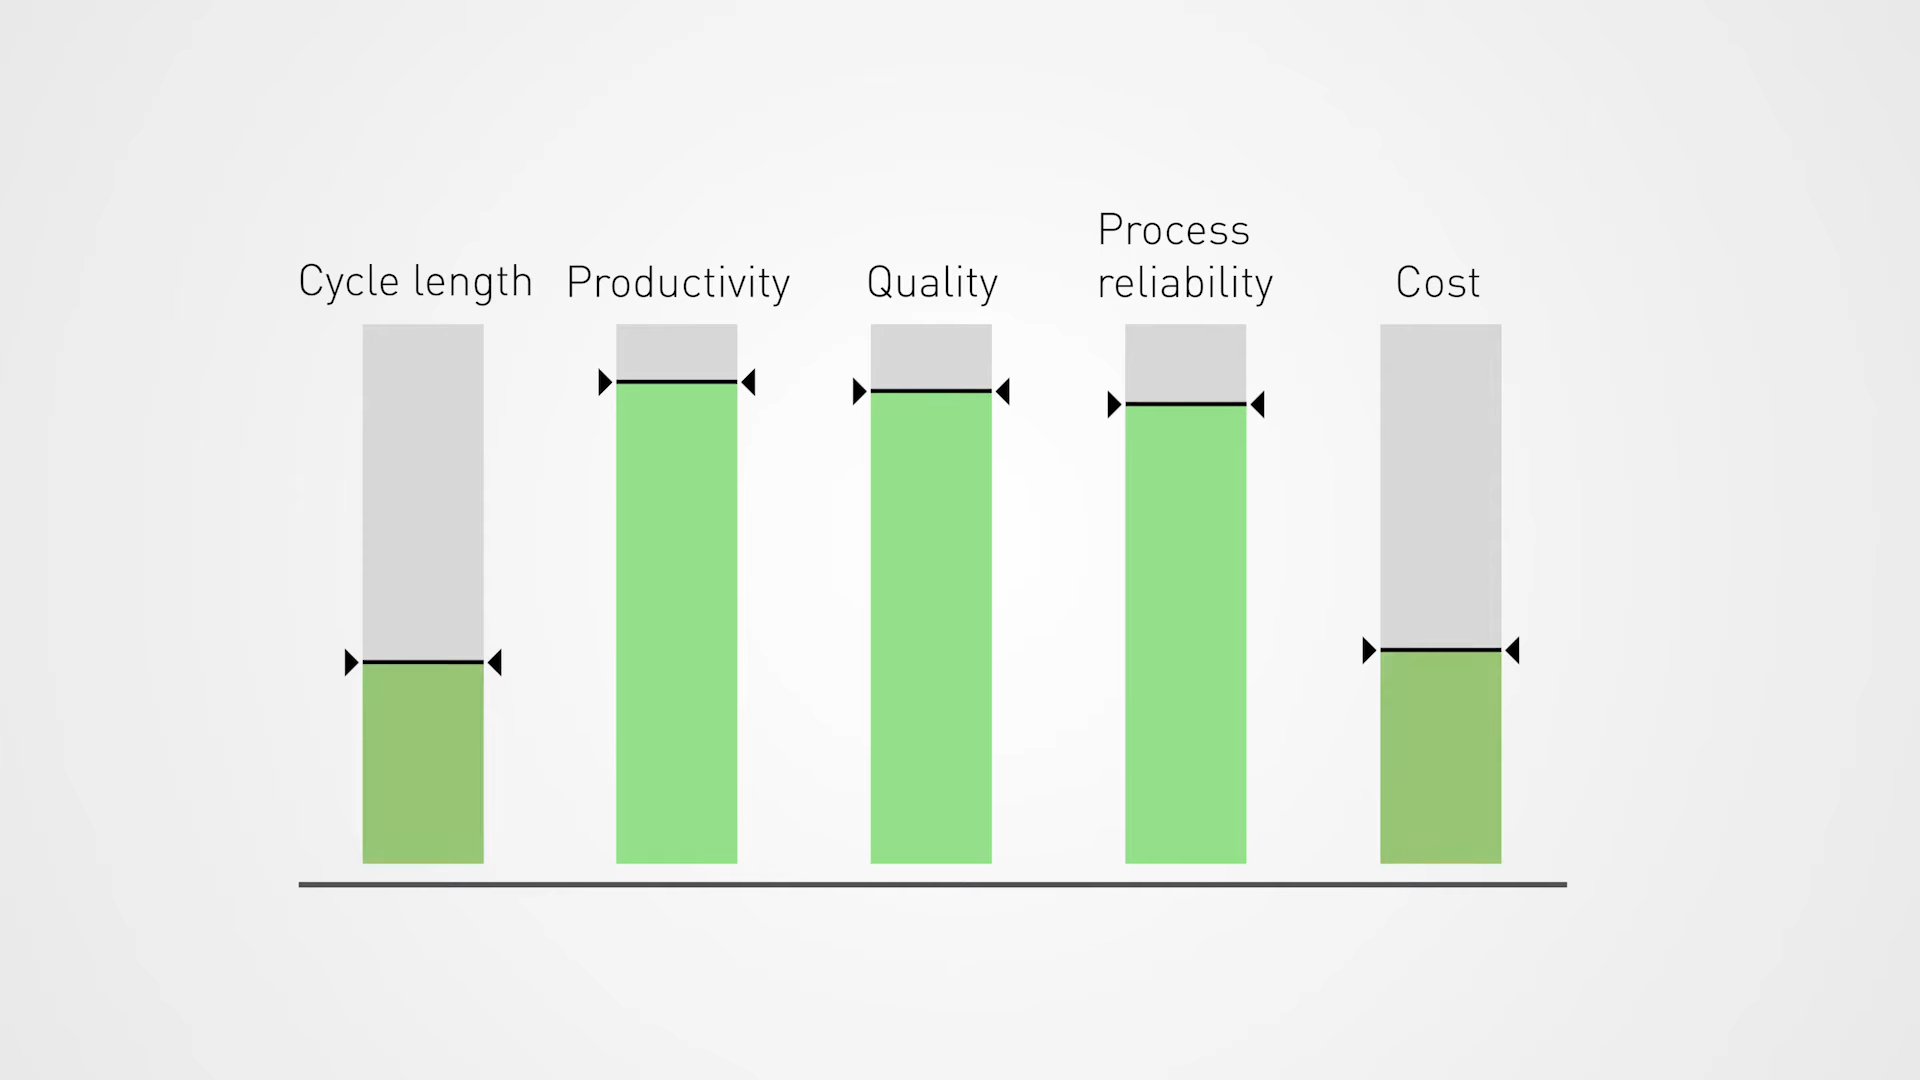 Cycle length
Productivity
Quality
Process
reliability
Cost